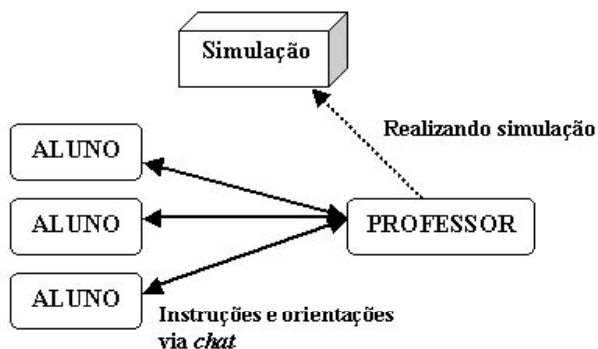 Simulação
Realizando simulação
ALUNO
ALUNO
PROFESSOR
ALUNO
Instruções e orientações
via chat